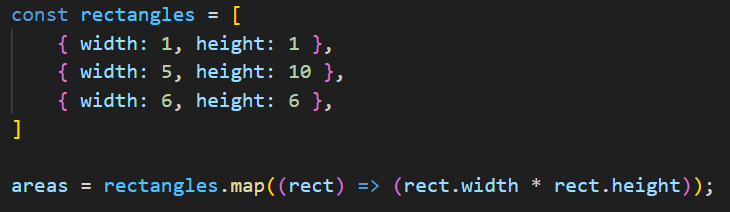 const rectangles = [
    { width: 1, height: 1 },
    { width: 5, height: 10 },
    { width: 6, height: 6 },
]

areas = rectangles.map((rect) => (rect.width * rect.height));